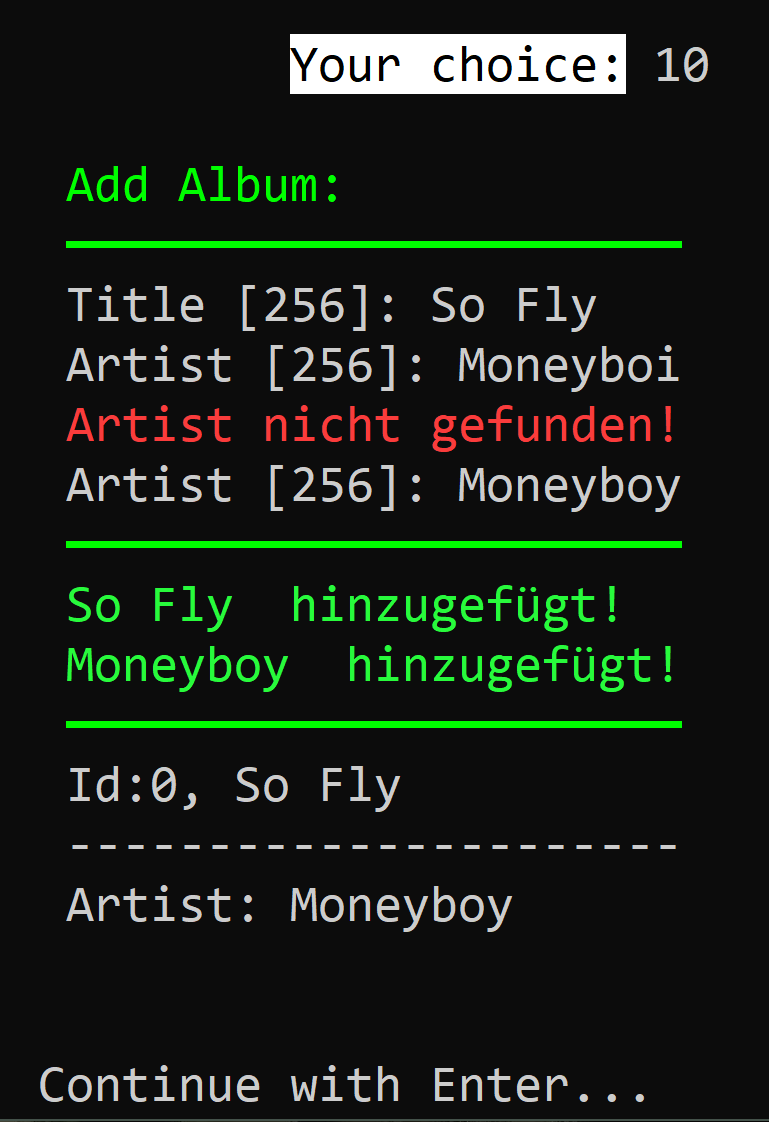 Your choice: 10
Add Album:
Title [256]: So Fly
Artist [256]: Moneyboi
Artist nicht gefunden!
Artist [256]: Moneyboy
So Fly  hinzugefügt!
Moneyboy  hinzugefügt!
Id:0, So Fly
----------------------
Artist: Moneyboy
Continue with Enter...